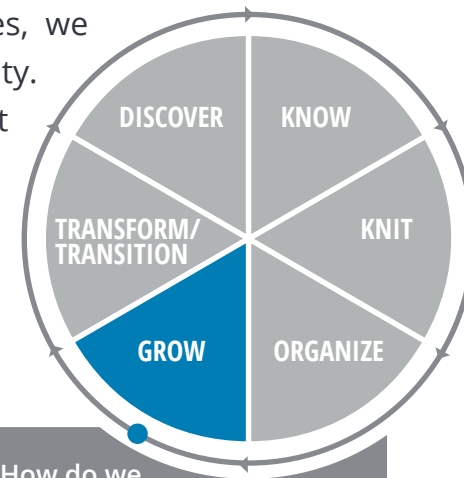 es, we
ty.
t
DISCOVER
KNOW
TRANSFORM/
TRANSITION
KNIT
GROW
ORGANIZE
How do we